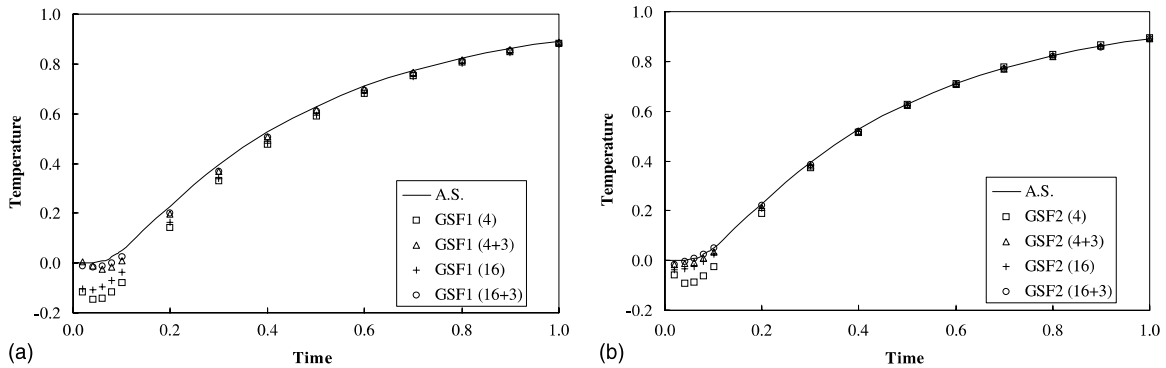 1.0
0.8
0.6
0.4
0.2
0.0
-0.2
Temperature
A.S.
GSF1 (4)
GSF1 (4+3)
GSF1 (16)
GSF1 (16+3)
0.0 0.2 0.4 0.6 0.8 1.0
Time
(a)
1.0
0.8
0.6
0.4
0.2
0.0
-0.2
Temperature
A.S.
GSF2 (4)
GSF2 (4+3)
GSF2 (16)
GSF2 (16+3)
0.0 0.2 0.4 0.6 0.8 1.0
Time
(b)